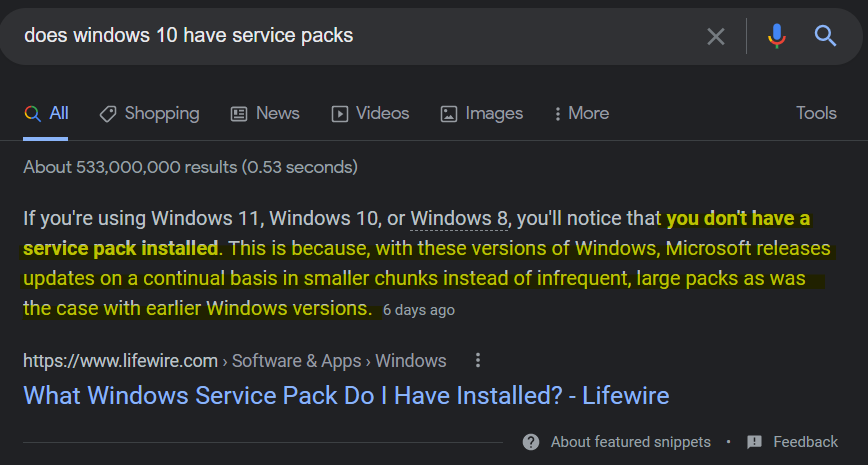 does windows 10 have service packs
All Shopping News Videos Images More Tools
About 533,000,000 results (0.53 seconds)
If you're using Windows 11, Windows 10, or Windows 8, you'll notice that you don't have a
service pack installed. This is because, with these versions of Windows, Microsoft releases
updates on a continual basis in smaller chunks instead of infrequent, large packs as was
the case with earlier Windows versions. 6 days ago
https://www.lifewire.com › Software & Apps › Windows
What Windows Service Pack Do I Have Installed? - Lifewire
About featured snippets • Feedback